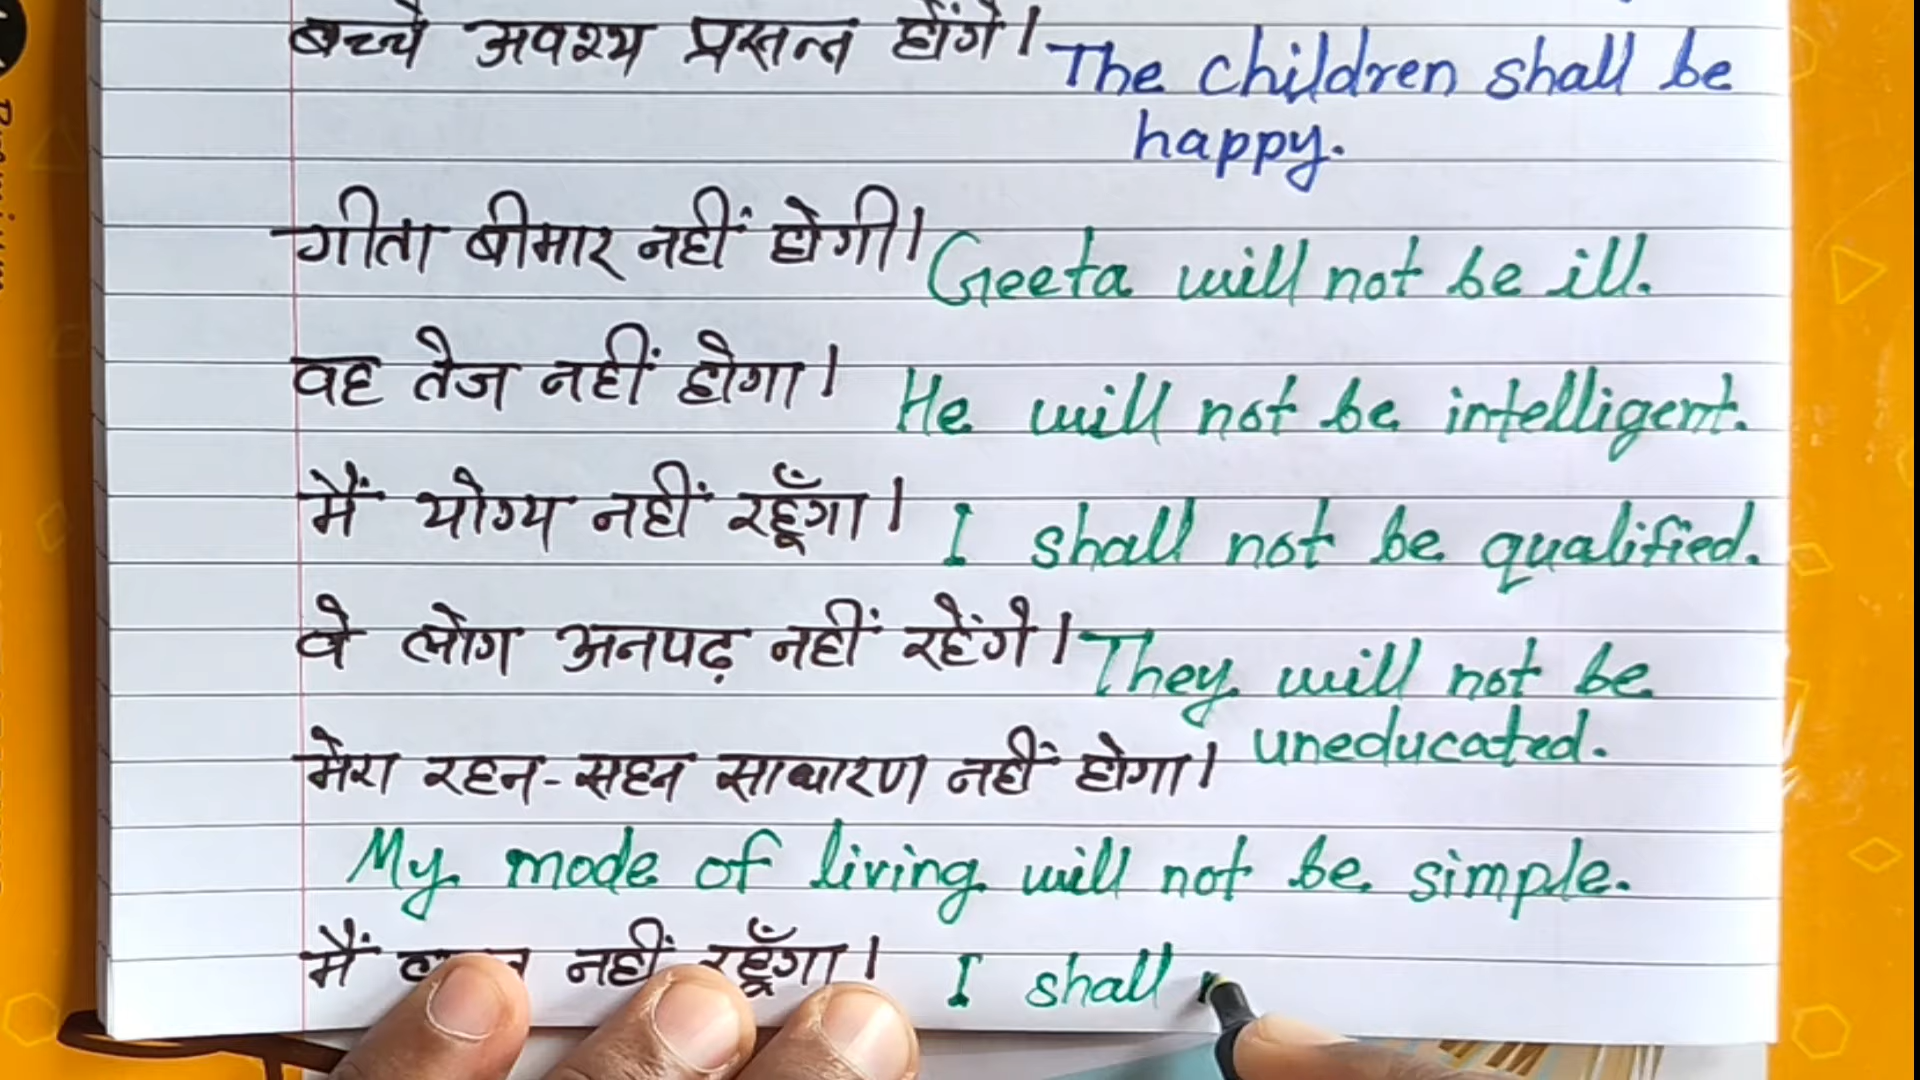 बच्चे अवश्य प्रसन्न होंगे। The children shall be
happy.
गीता बीमार नहीं होगी। Geeta will not be ill.
वह तेज नहीं होगा। He will not be intelligent.
मैं योग्य नहीं रहूँगा। I shall not be qualified.
वे लोग अनपढ़ नहीं रहेंगे। They will not be
uneducated.
मेरा रहन-सहन साधारण नहीं होगा।
My mode of living will not be simple.
मैं नहीं रहूँगा। I shall